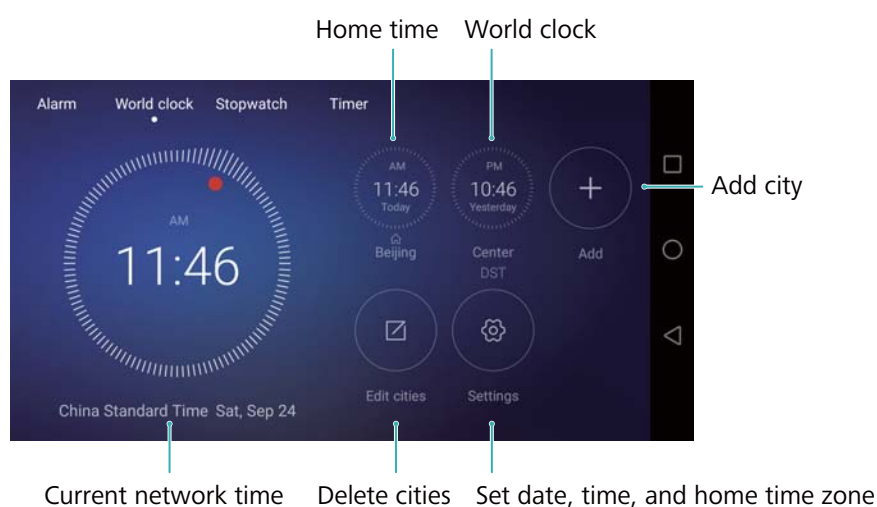 Home time World clock
Alarm World clock Stopwatch Timer
AM
11:46
Today
Beijing
PM
10:46
Yesterday
Center
DST
Add
Add city
AM
11:46
Edit cities Settings
China Standard Time Sat, Sep 24
Current network time Delete cities Set date, time, and home time zone